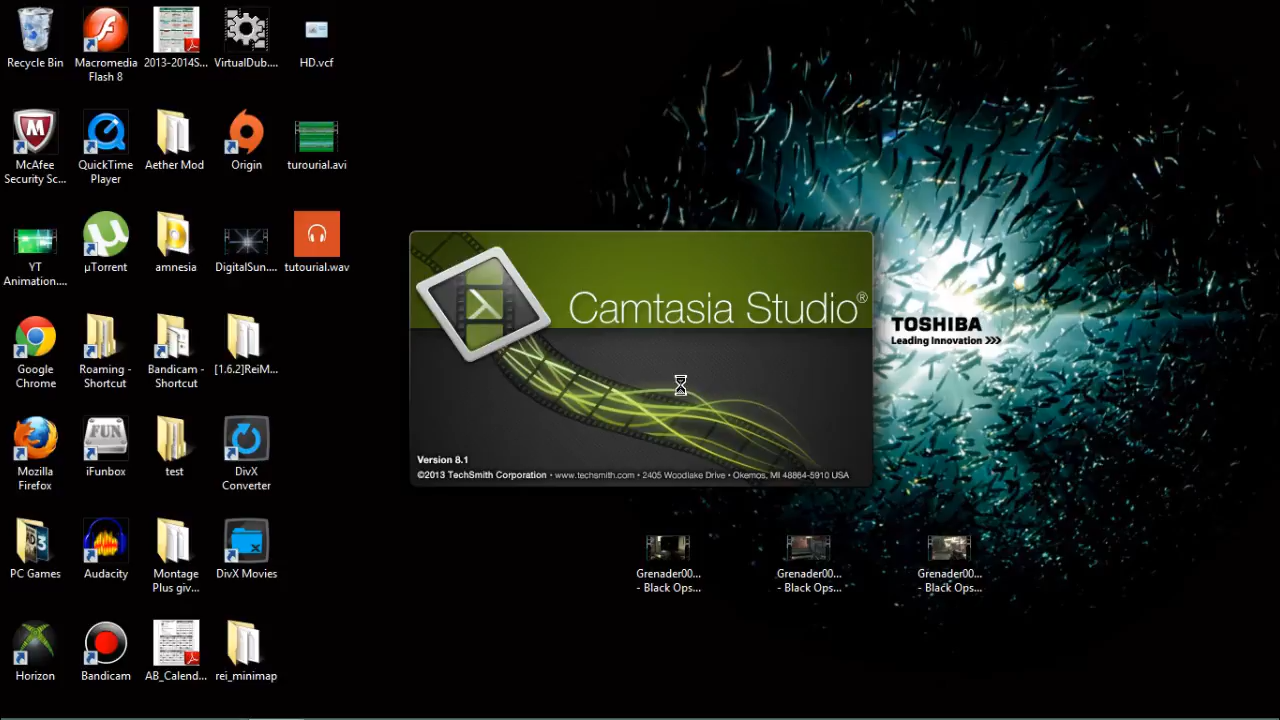 Recycle Bin
Macromedia
Flash 8
2013-2014S...
VirtualDub....
HD.vcf
McAfee
Security Sc...
QuickTime
Player
Aether Mod
Origin
turourial.avi
YT
Animation....
µTorrent
amnesia
DigitalSun....
tutourial.wav
Google
Chrome
Roaming -
Shortcut
Bandicam -
Shortcut
[1.6.2]ReiM...
Mozilla
Firefox
iFunbox
FUN
test
DivX
Converter
PC Games
Audacity
Montage
Plus giv...
DivX Movies
Horizon
Bandicam
AB_Calend...
rei_minimap
Camtasia Studio®
Version 8.1
©2013 TechSmith Corporation • www.techsmith.com • 2405 Woodlake Drive • Okemos, MI 48864-5910 USA
TOSHIBA
Leading Innovation >>>
Grenader00...
- Black Ops...
Grenader00...
- Black Ops...
Grenader00...
- Black Ops...